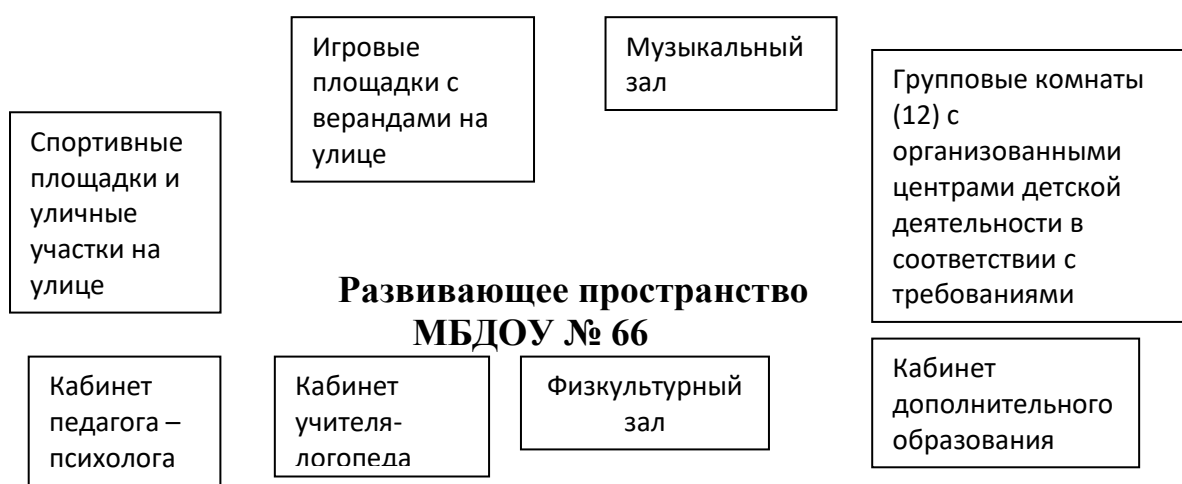 Игровые
площадки с
верандами на
улице
Музыкальный
зал
Групповые комнаты
(12) с
организованными
центрами детской
деятельности в
соответствии с
требованиями
Спортивные
площадки и
уличные
участки на
улице
Развивающее пространство
МБДОУ № 66
Кабинет
педагога –
психолога
Кабинет
учителя-
логопеда
Физкультурный
зал
Кабинет
дополнительного
образования